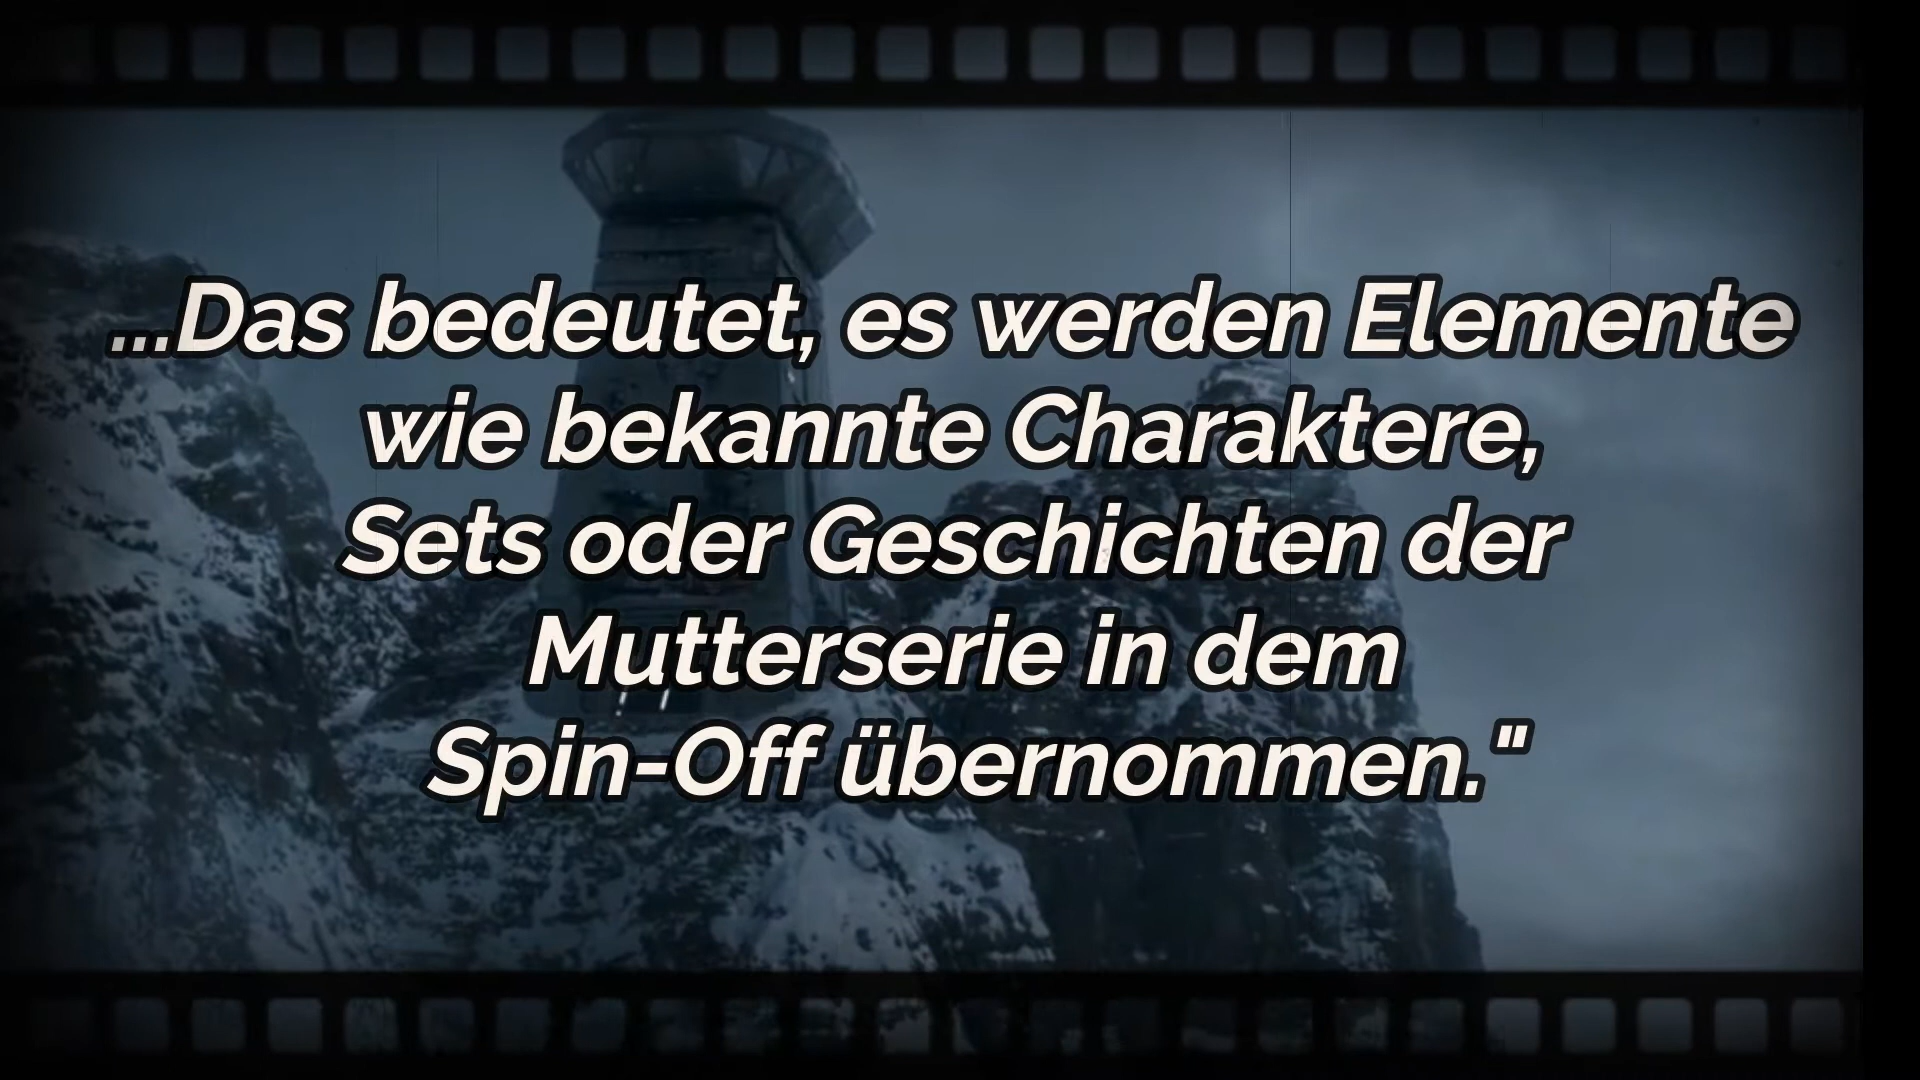 ...Das bedeutet, es werden Elemente
wie bekannte Charaktere,
Sets oder Geschichten der
Mutterserie in dem
Spin-Off übernommen."